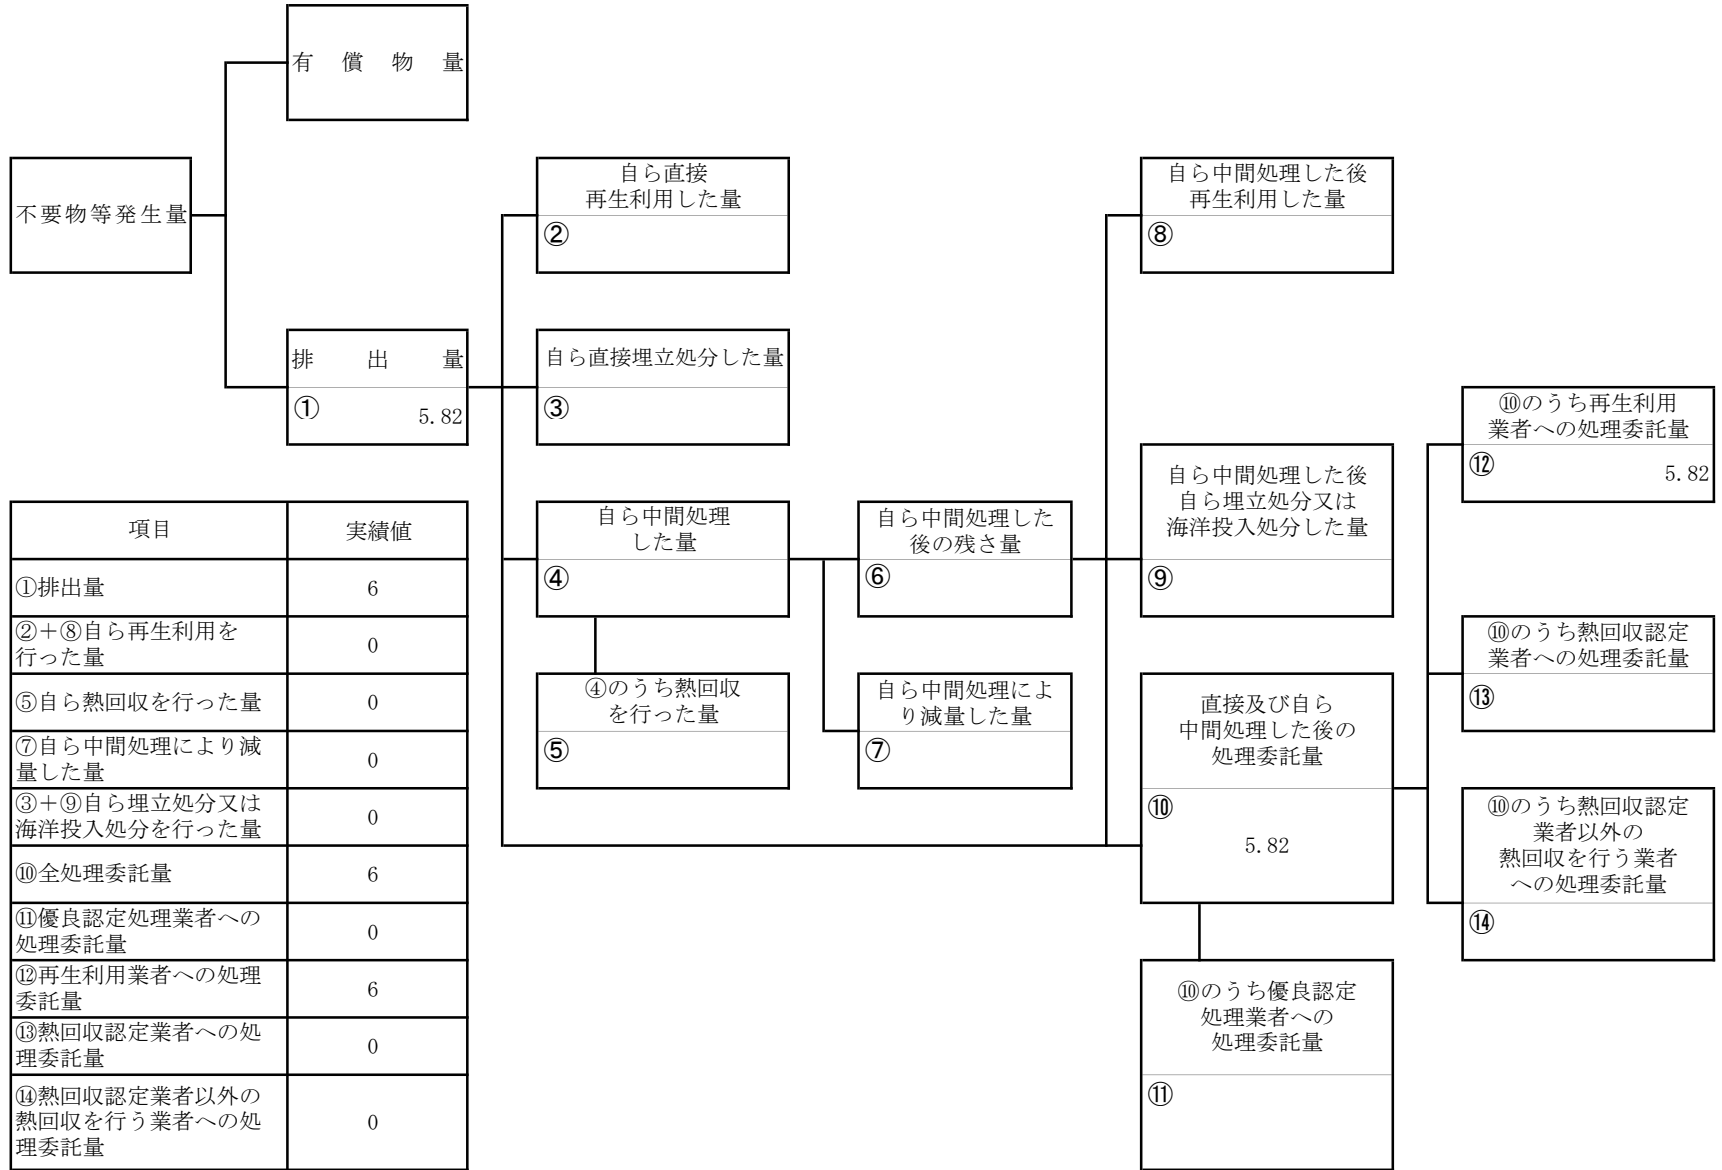 有償物量
不要物等発生量
自ら直接
再生利用した量
②
自ら中間処理した後
再生利用した量
⑧
排出量
①
5.82
自ら直接埋立処分した量
③
⑩のうち再生利用
業者への処理委託量
⑫
5.82
自ら中間処理
した量
④
自ら中間処理した
後の残さ量
⑥
自ら中間処理した後
自ら埋立処分又は
海洋投入処分した量
⑨
⑩のうち熱回収認定
業者への処理委託量
⑬
④のうち熱回収
を行った量
⑤
自ら中間処理によ
り減量した量
⑦
直接及び自ら
中間処理した後の
処理委託量
⑩
5.82
⑩のうち熱回収認定
業者以外の
熱回収を行う業者
への処理委託量
⑭
⑩のうち優良認定
処理業者への
処理委託量
⑪
項目 実績値
①排出量 6
②＋⑧自ら再生利用を
行った量 0
⑤自ら熱回収を行った量 0
⑦自ら中間処理により減
量した量 0
③＋⑨自ら埋立処分又は
海洋投入処分を行った量 0
⑩全処理委託量 6
⑪優良認定処理業者への
処理委託量 0
⑫再生利用業者への処理
委託量 6
⑬熱回収認定業者への処
理委託量 0
⑭熱回収認定業者以外の
熱回収を行う業者への処
理委託量 0